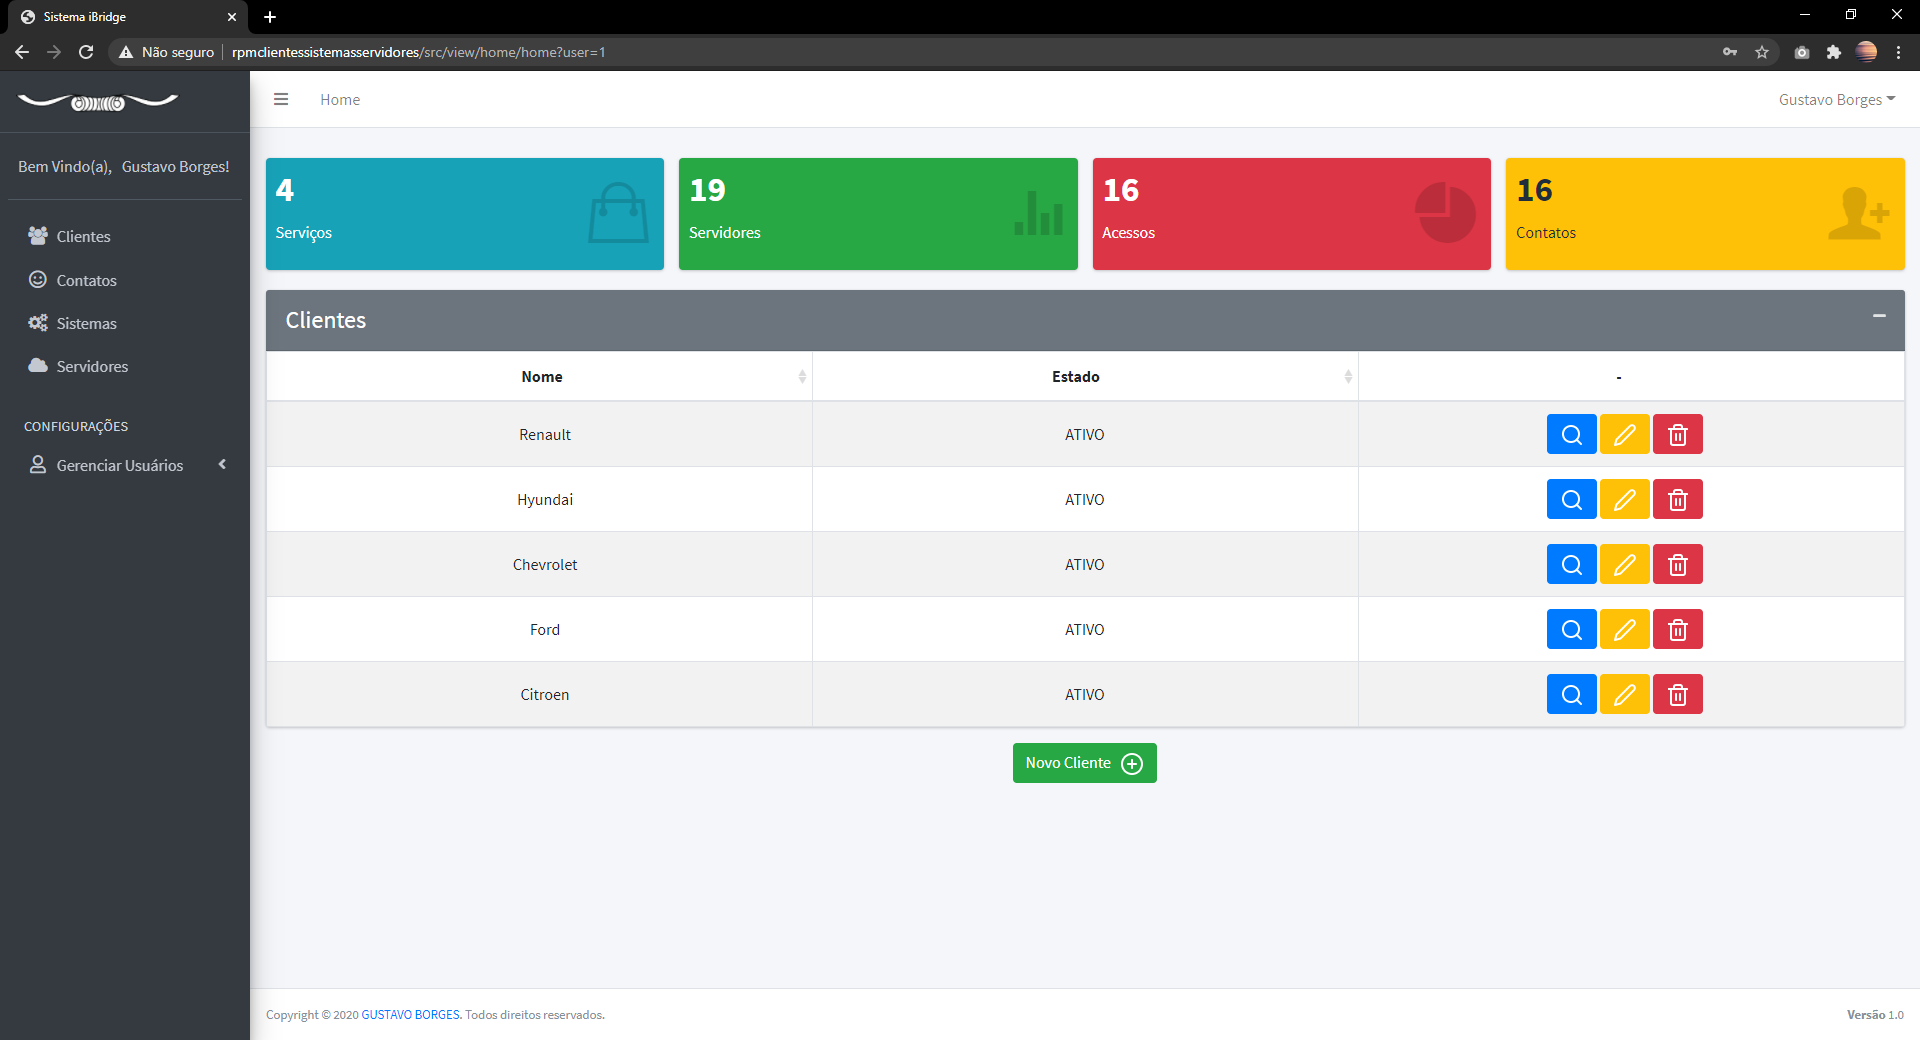 Sistema iBridge
Não seguro rpmclientessistemasservidores/src/view/home/home?user=1
Home
Gustavo Borges
Bem Vindo(a), Gustavo Borges!
Clientes
Contatos
Sistemas
Servidores
CONFIGURAÇÕES
Gerenciar Usuários
4
Serviços
19
Servidores
16
Acessos
16
Contatos
Clientes
Nome Estado -
Renault ATIVO
Hyundai ATIVO
Chevrolet ATIVO
Ford ATIVO
Citroen ATIVO
Novo Cliente
Copyright © 2020 GUSTAVO BORGES. Todos direitos reservados.
Versão 1.0